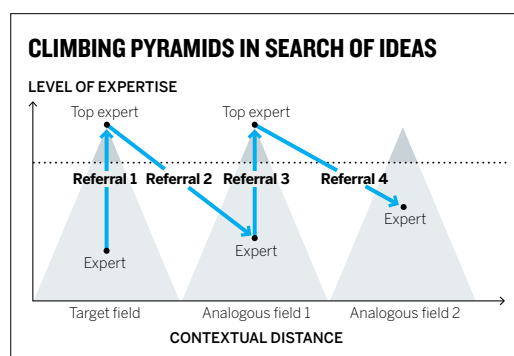 CLIMBING PYRAMIDS IN SEARCH OF IDEAS
LEVEL OF EXPERTISE
Top expert Top expert
Referral 1 Referral 2 Referral 3 Referral 4
Expert
Expert
Expert
Target field Analogous field 1 Analogous field 2
CONTEXTUAL DISTANCE